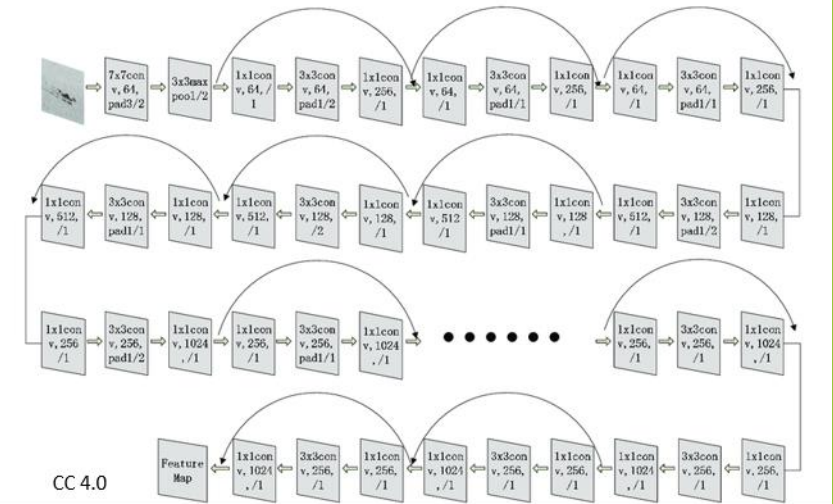 7x7con
v, 64,
pad3/2
3x3max
pool/2
1x1con
v, 64, /
1
3x3con
v, 64,
pad1/2
1x1con
v, 256,
/1
1x1con
v, 64,
/1
3x3con
v, 64,
pad1/1
1x1con
v, 256,
/1
1x1con
v, 64,
/1
3x3con
v, 64,
pad1/1
1x1con
v, 256,
/1
1x1con
v, 512,
/1
3x3con
v, 128,
pad1/1
1x1con
v, 128,
/1
1x1con
v, 512,
/1
3x3con
v, 128,
/2
1x1con
v, 128,
/1
1x1con
v, 512
/1
3x3con
v, 128,
pad1/1
1x1con
v, 128
,/1
1x1con
v, 512,
/1
3x3con
v, 128,
pad1/2
1x1con
v, 128,
/1
1x1con
v, 256
/1
3x3con
v, 256,
pad1/2
1x1con
v, 1024
,/1
1x1con
v, 256,
/1
3x3con
v, 256,
pad1/1
1x1con
v, 1024
,/1
1x1con
v, 256,
/1
3x3con
v, 256,
/1
1x1con
v, 1024
,/1
Feature
Map
1x1con
v, 1024
,/1
3x3con
v, 256,
/1
1x1con
v, 256,
/1
1x1con
v, 1024
,/1
3x3con
v, 256,
/1
1x1con
v, 256,
/1
1x1con
v, 1024
,/1
3x3con
v, 256,
/1
1x1con
v, 256,
/1
CC 4.0